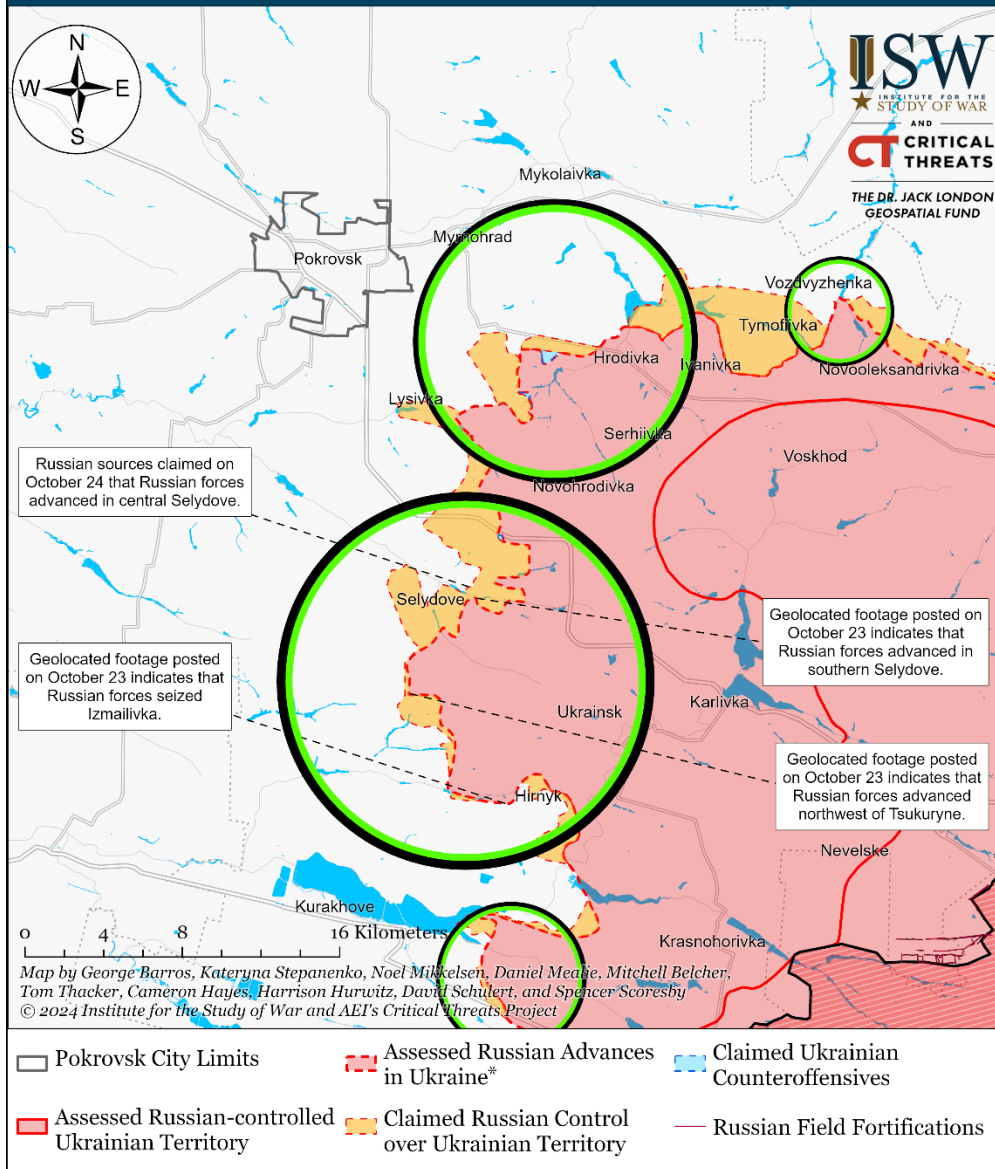 N
W E
S
ISW
INSTITUTE FOR THE
STUDY OF WAR
AND
CT CRITICAL
THREATS
THE DR. JACK LONDON
GEOSPATIAL FUND
Mykolaivka
Myrnohrad
Pokrovsk
Vozdvyzhenka
Tymofiivka
Hrodivka
Ivanivka
Novooleksandrivka
Lysivka
Serhiivka
Voskhod
Novohrodivka
Russian sources claimed on
October 24 that Russian forces
advanced in central Selydove.
Selydove
Geolocated footage posted on
October 23 indicates that
Russian forces advanced in
southern Selydove.
Geolocated footage posted
on October 23 indicates that
Russian forces seized
Izmailivka.
Ukrainsk
Karlivka
Geolocated footage posted
on October 23 indicates that
Russian forces advanced
northwest of Tsukuryne.
Hirnyk
Nevelske
Kurakhove
Krasnohorivka
0 4 8 16 Kilometers
Map by George Barros, Kateryna Stepanenko, Noel Mikkelsen, Daniel Mealie, Mitchell Belcher,
Tom Thacker, Cameron Hayes, Harrison Hurwitz, David Schulert, and Spencer Scoresby
© 2024 Institute for the Study of War and AEI's Critical Threats Project
Pokrovsk City Limits
Assessed Russian-controlled
Ukrainian Territory
Assessed Russian Advances
in Ukraine*
Claimed Russian Control
over Ukrainian Territory
Claimed Ukrainian
Counteroffensives
Russian Field Fortifications